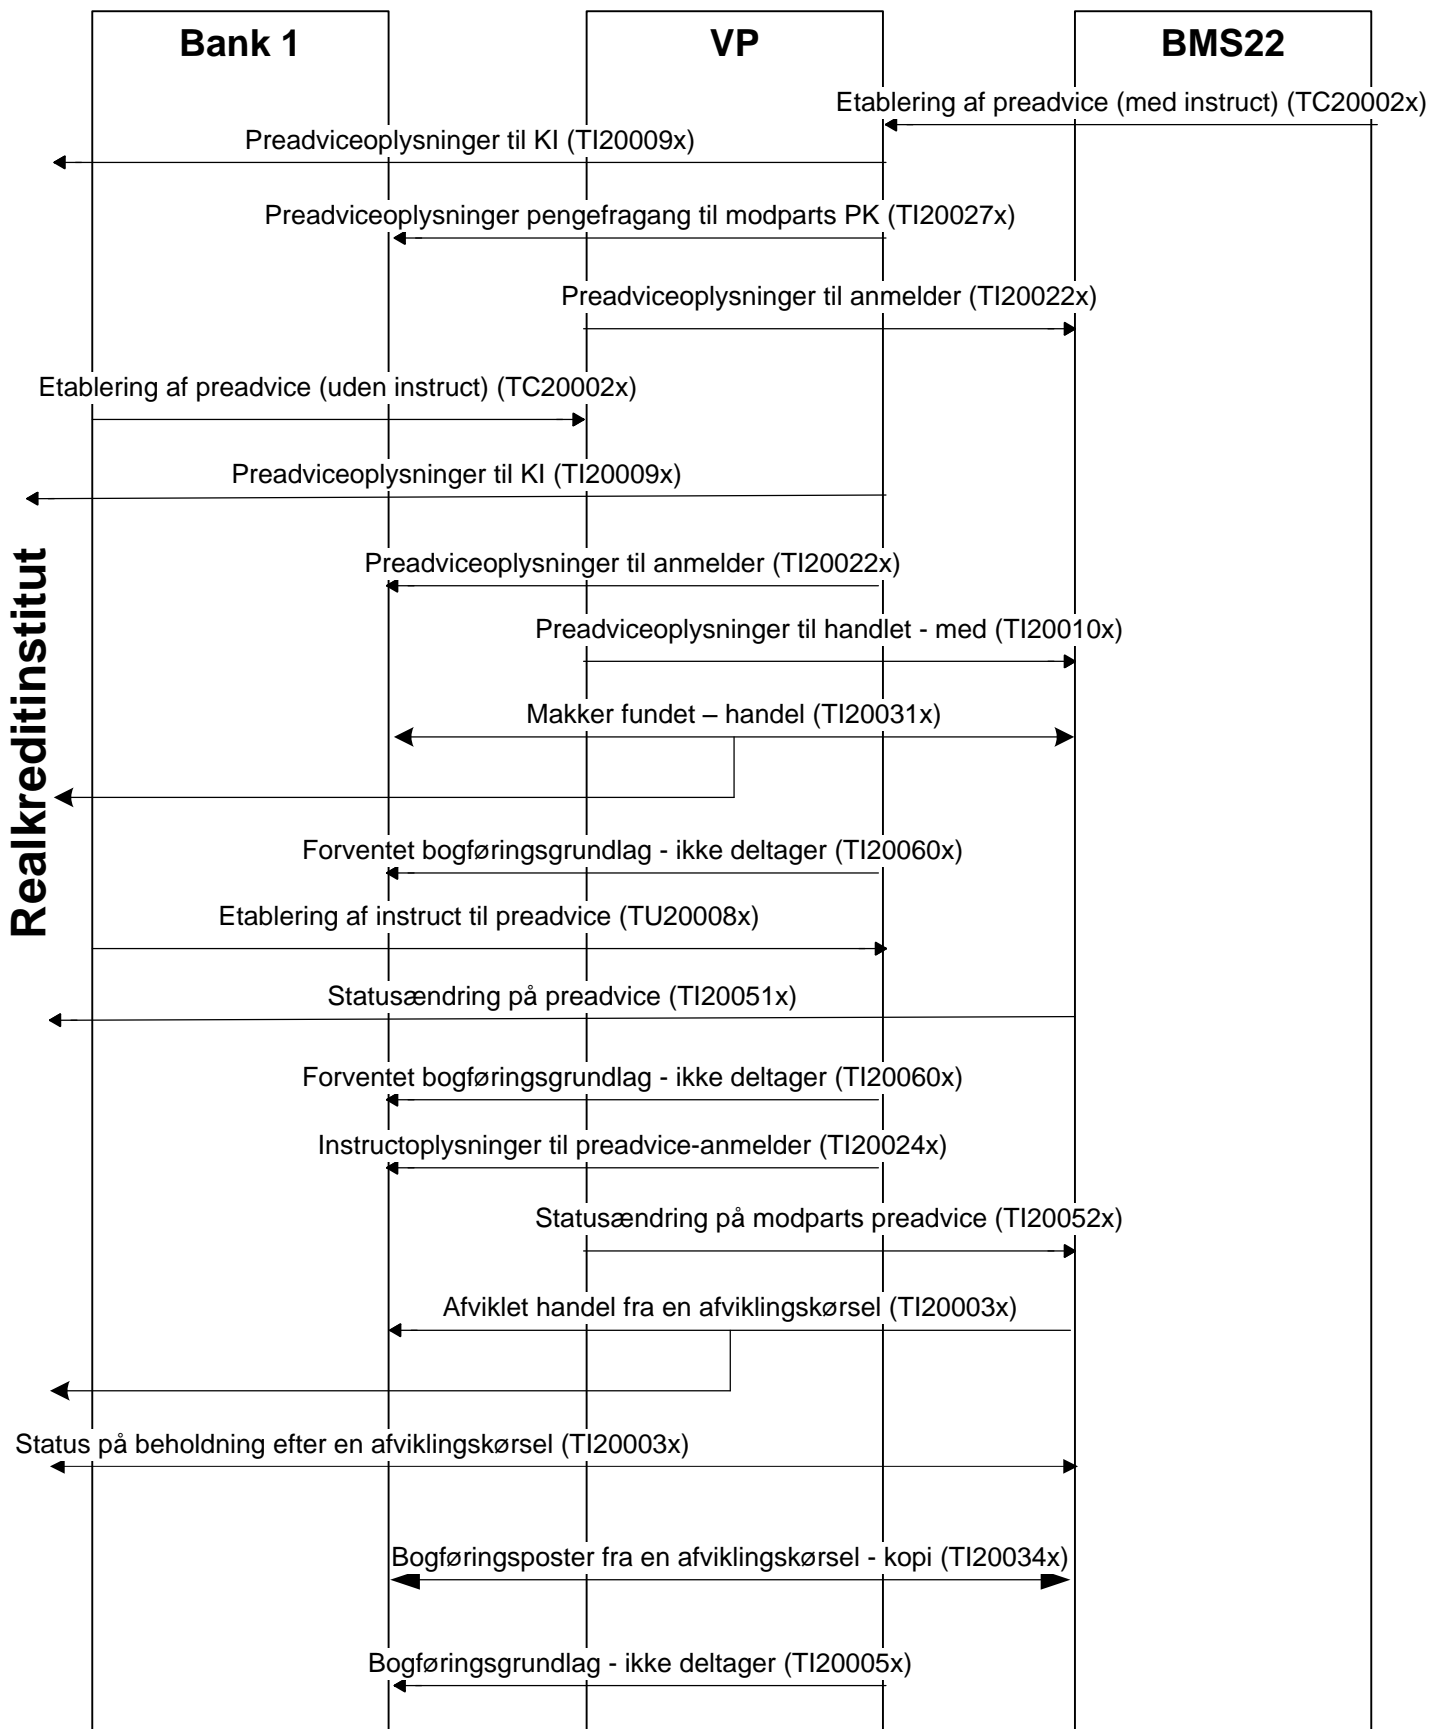 Bank 1
VP
BMS22
Etablering af preadvice (med instruct) (TC20002x)
Preadviceoplysninger til KI (TI20009x)
Preadviceoplysninger pengefragang til modparts PK (TI20027x)
Preadviceoplysninger til anmelder (TI20022x)
Etablering af preadvice (uden instruct) (TC20002x)
Preadviceoplysninger til KI (TI20009x)
Realkreditinstitut
Preadviceoplysninger til anmelder (TI20022x)
Preadviceoplysninger til handlet - med (TI20010x)
Makker fundet – handel (TI20031x)
Forventet bogføringsgrundlag - ikke deltager (TI20060x)
Etablering af instruct til preadvice (TU20008x)
Statusændring på preadvice (TI20051x)
Forventet bogføringsgrundlag - ikke deltager (TI20060x)
Instructoplysninger til preadvice-anmelder (TI20024x)
Statusændring på modparts preadvice (TI20052x)
Afviklet handel fra en afviklingskørsel (TI20003x)
Status på beholdning efter en afviklingskørsel (TI20003x)
Bogføringsposter fra en afviklingskørsel - kopi (TI20034x)
Bogføringsgrundlag - ikke deltager (TI20005x)